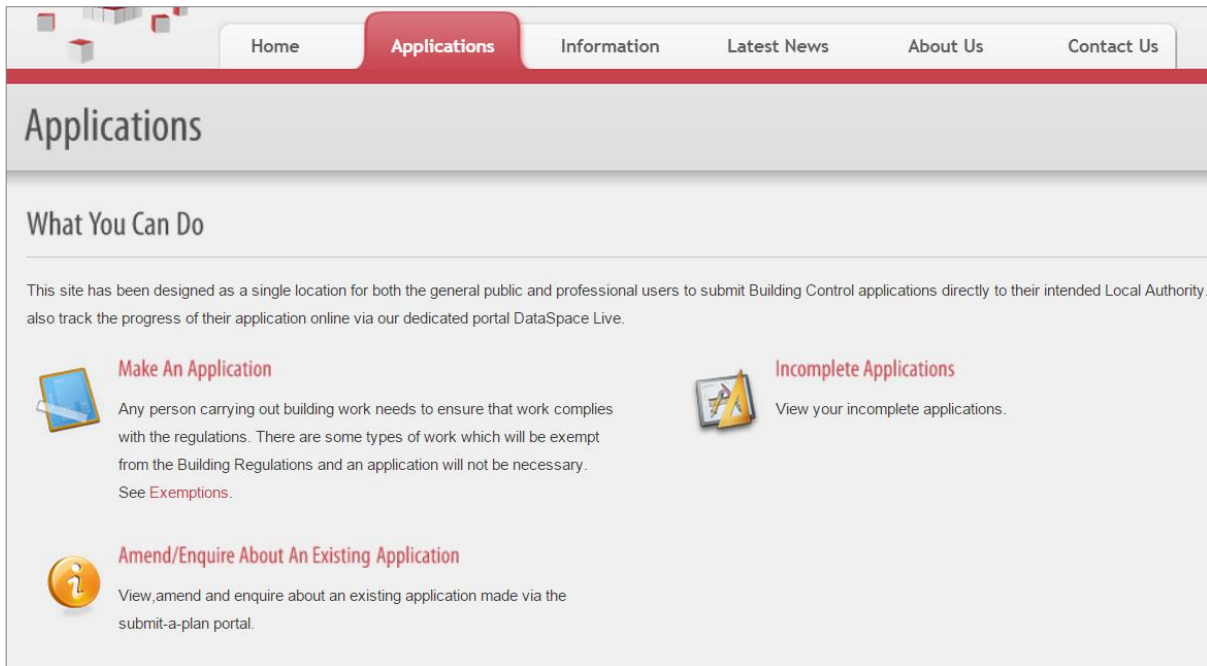 Home Applications Information Latest News About Us Contact Us
Applications
What You Can Do
This site has been designed as a single location for both the general public and professional users to submit Building Control applications directly to their intended Local Authority.
also track the progress of their application online via our dedicated portal DataSpace Live.
Make An Application
Any person carrying out building work needs to ensure that work complies
with the regulations. There are some types of work which will be exempt
from the Building Regulations and an application will not be necessary.
See Exemptions.
Incomplete Applications
View your incomplete applications.
Amend/Enquire About An Existing Application
View,amend and enquire about an existing application made via the
submit-a-plan portal.